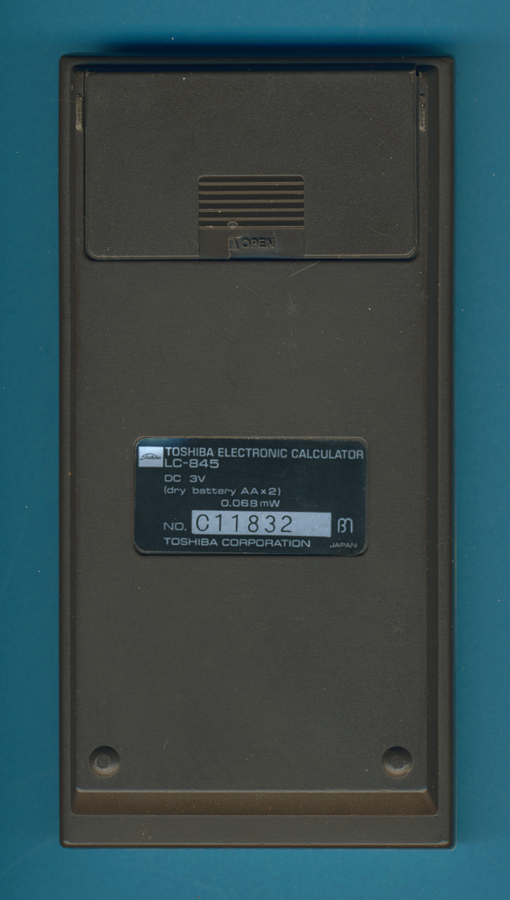 OPEN
Toshiba
TOSHIBA ELECTRONIC CALCULATOR
LC-845
DC 3V
(dry battery AA x 2)
0.068mW
NO. C11832
TOSHIBA CORPORATION JAPAN